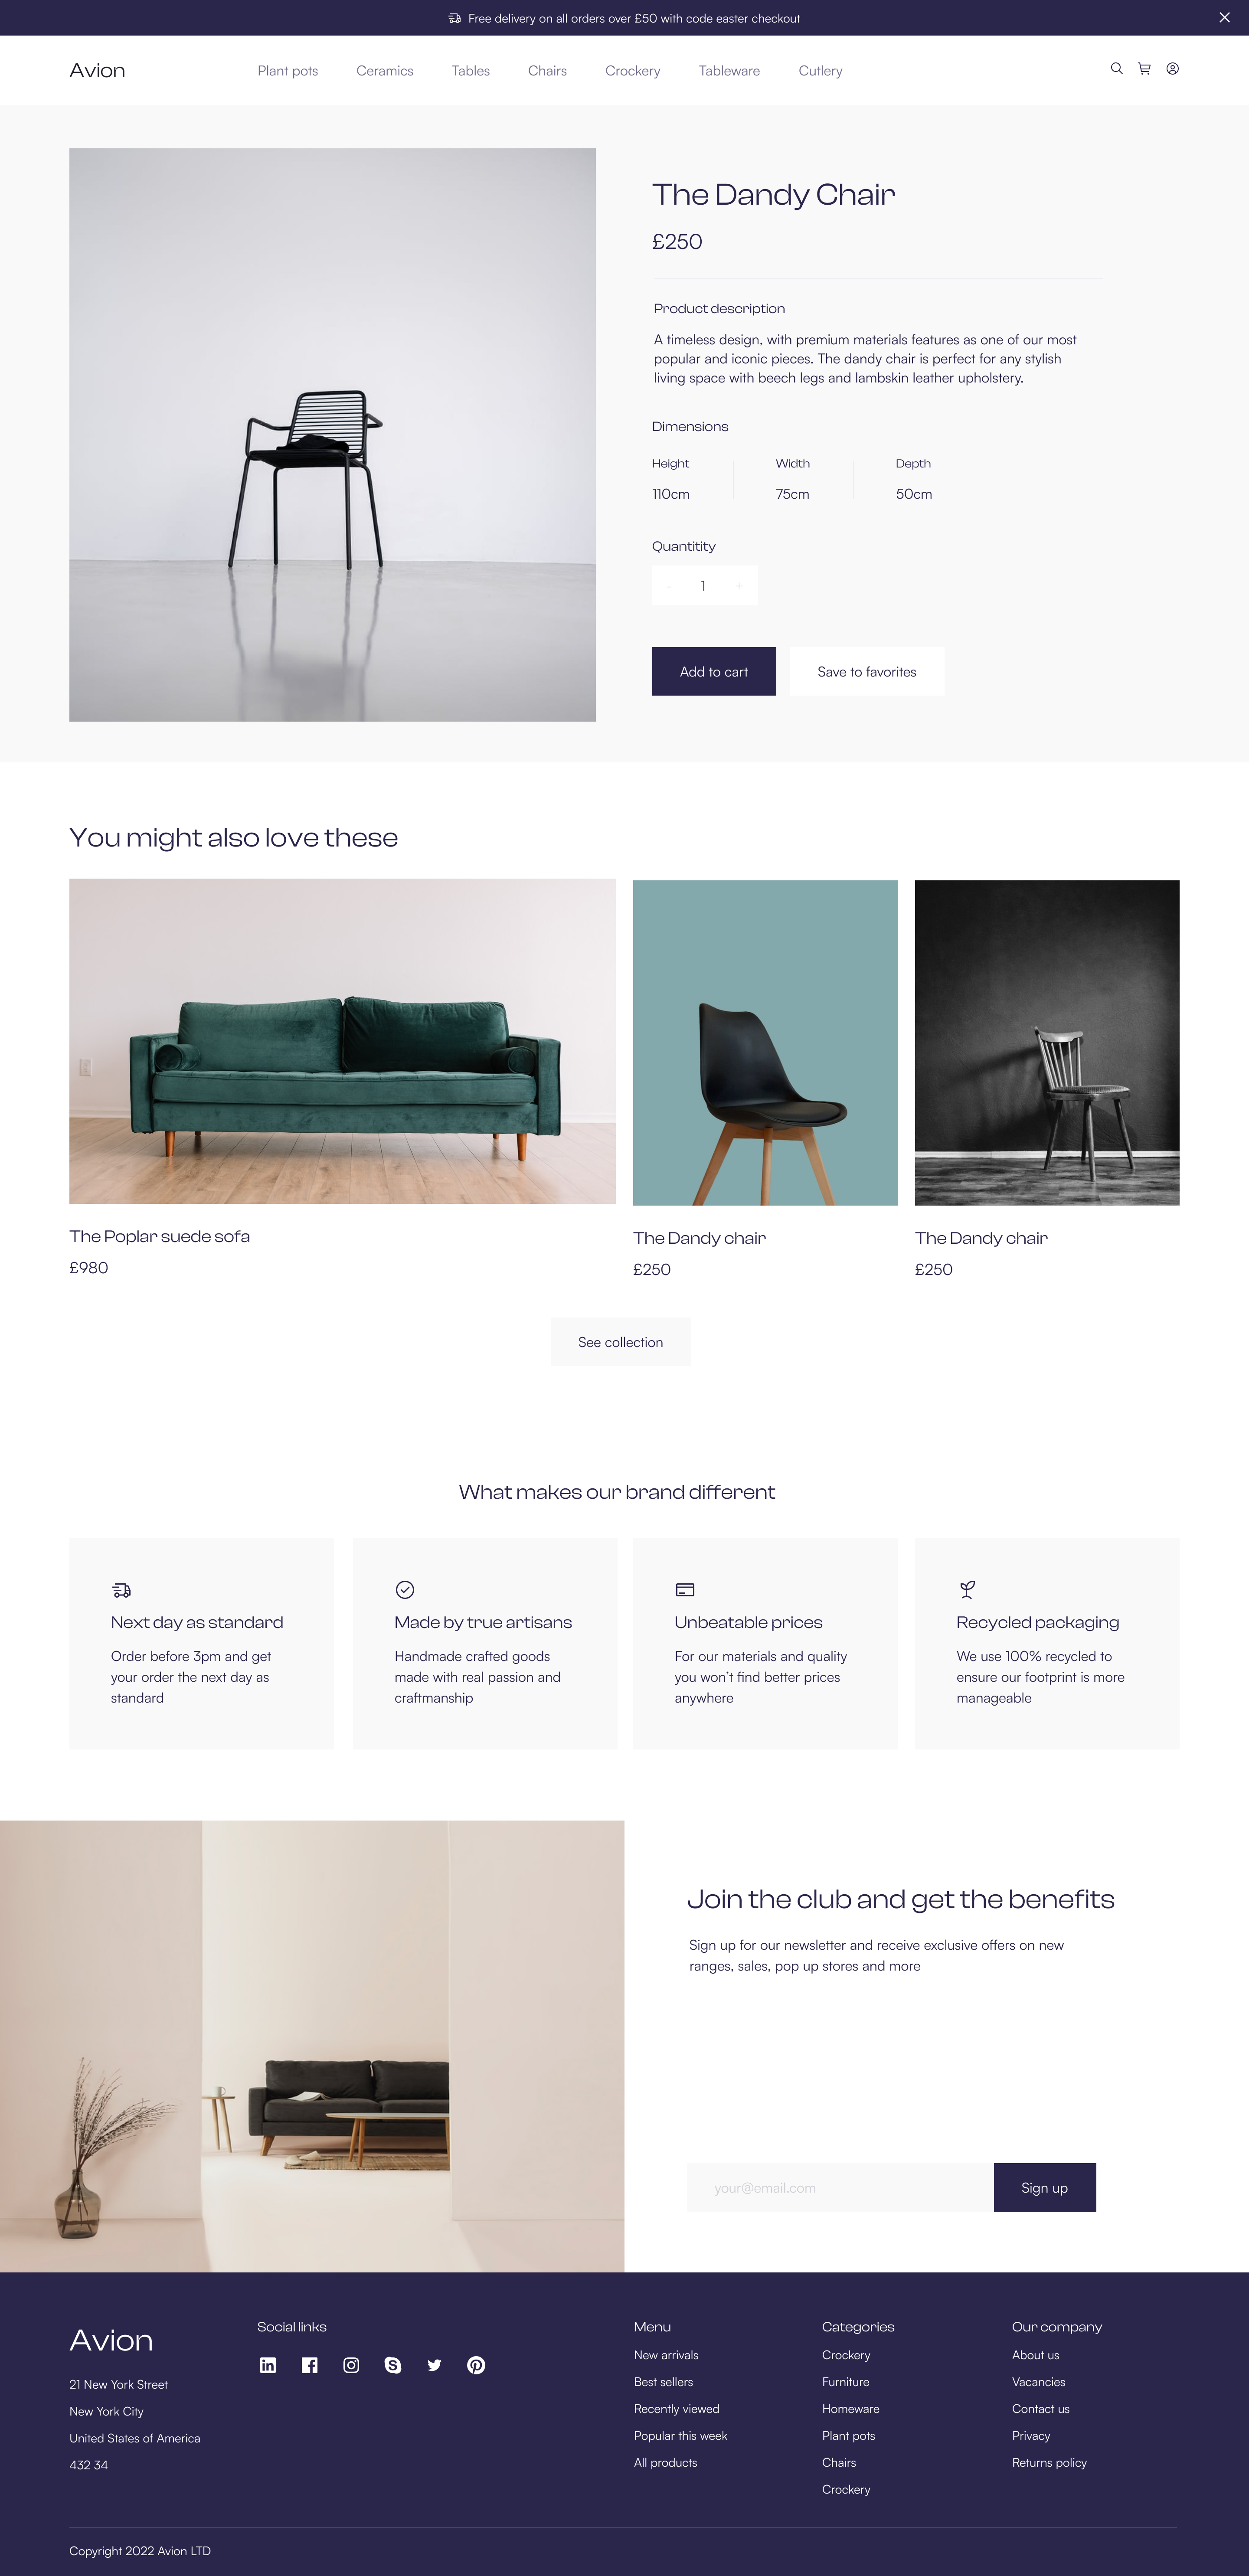 Free delivery on all orders over £50 with code easter checkout
Avion
Plant pots
Ceramics
Tables
Chairs
Crockery
Tableware
Cutlery
The Dandy Chair
£250
Product description
A timeless design, with premium materials features as one of our most
popular and iconic pieces. The dandy chair is perfect for any stylish
living space with beech legs and lambskin leather upholstery.
Dimensions
Height
Width
Depth
110cm
75cm
50cm
Quantitity
- 1 +
Add to cart
Save to favorites
You might also love these
The Poplar suede sofa
£980
The Dandy chair
£250
The Dandy chair
£250
See collection
What makes our brand different
Next day as standard
Order before 3pm and get
your order the next day as
standard
Made by true artisans
Handmade crafted goods
made with real passion and
craftmanship
Unbeatable prices
For our materials and quality
you won’t find better prices
anywhere
Recycled packaging
We use 100% recycled to
ensure our footprint is more
manageable
Join the club and get the benefits
Sign up for our newsletter and receive exclusive offers on new
ranges, sales, pop up stores and more
your@email.com
Sign up
Avion
21 New York Street
New York City
United States of America
432 34
Social links
Menu
New arrivals
Best sellers
Recently viewed
Popular this week
All products
Categories
Crockery
Furniture
Homeware
Plant pots
Chairs
Crockery
Our company
About us
Vacancies
Contact us
Privacy
Returns policy
Copyright 2022 Avion LTD